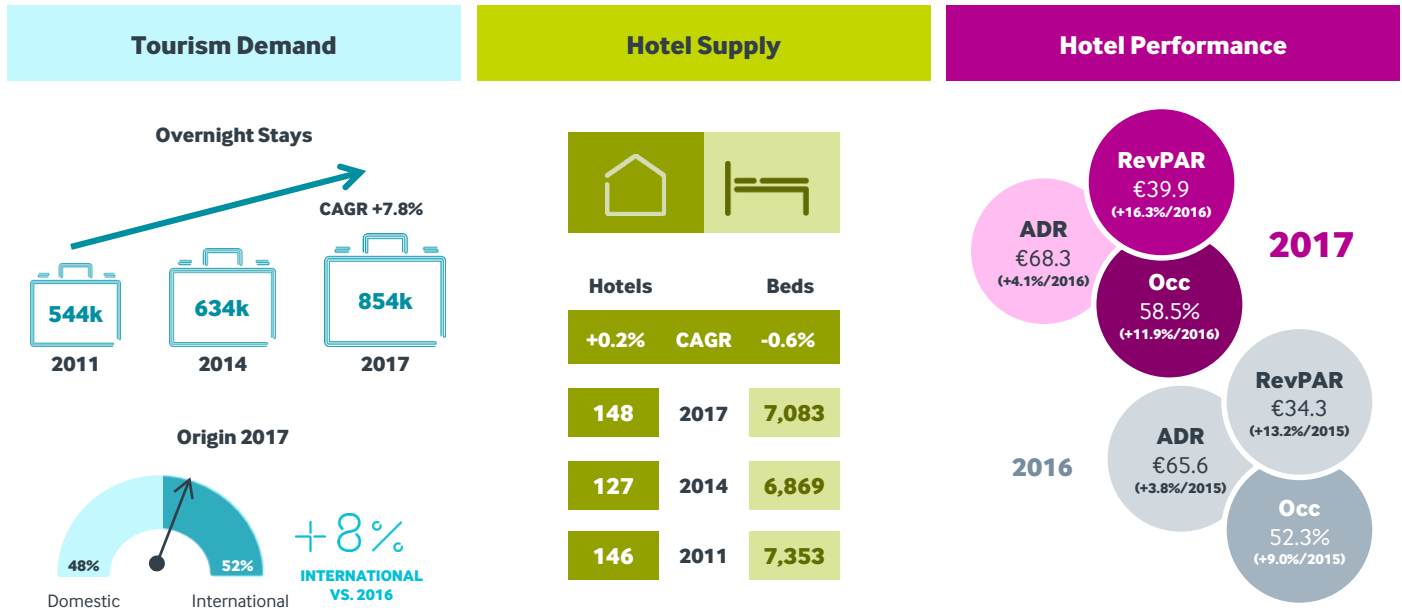 Tourism Demand
Overnight Stays
CAGR +7.8%
544k
634k
854k
2011
2014
2017
Origin 2017
48%
52%
Domestic
International
+8%
INTERNATIONAL
VS. 2016
Hotel Supply
Hotels
Beds
+0.2% CAGR -0.6%
148 2017 7,083
127 2014 6,869
146 2011 7,353
Hotel Performance
2017
RevPAR
€39.9
(+16.3%/2016)
ADR
€68.3
(+4.1%/2016)
Occ
58.5%
(+11.9%/2016)
2016
RevPAR
€34.3
(+13.2%/2015)
ADR
€65.6
(+3.8%/2015)
Occ
52.3%
(+9.0%/2015)